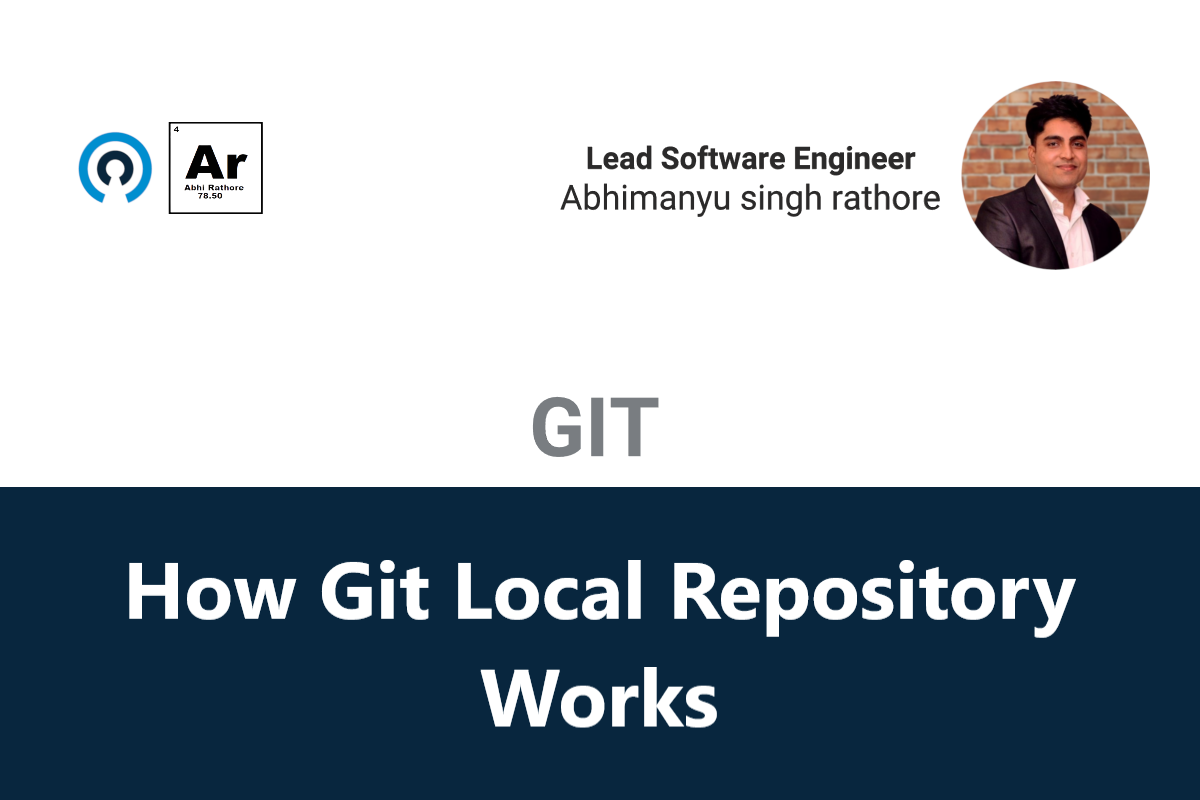 4
Ar
Abhi Rathore
78.50
Lead Software Engineer
Abhimanyu singh rathore
GIT
How Git Local Repository
Works